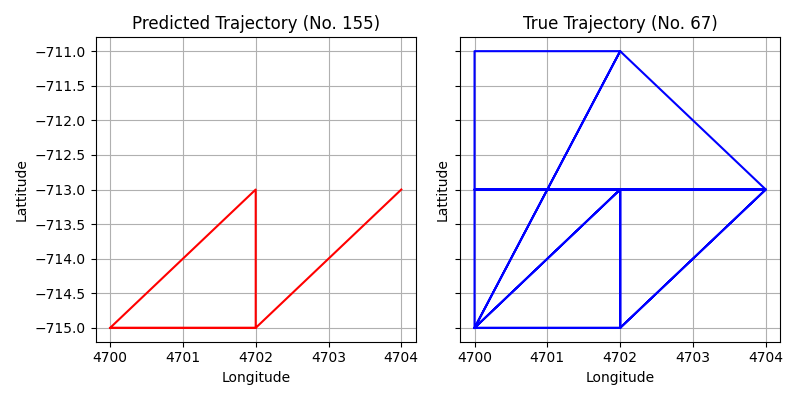 Predicted Trajectory (No. 155)
True Trajectory (No. 67)
−711.0
−711.5
−712.0
−712.5
−713.0
−713.5
−714.0
−714.5
−715.0
Lattitude
Lattitude
4700 4701 4702 4703 4704
4700 4701 4702 4703 4704
Longitude
Longitude